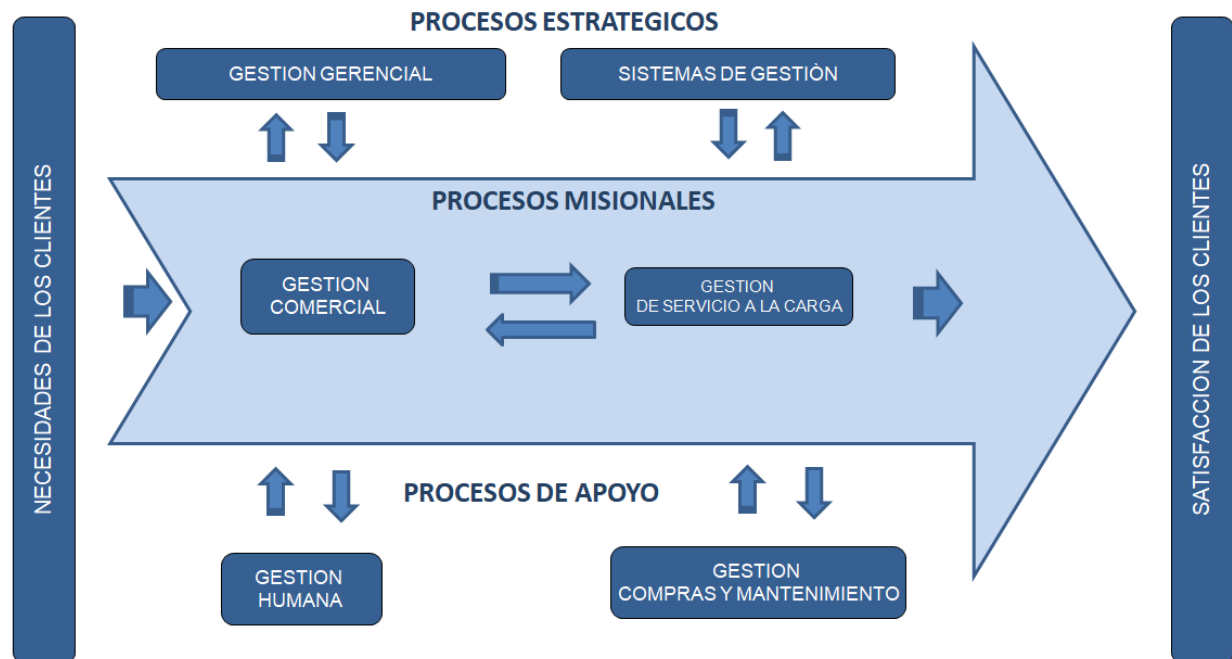 PROCESOS ESTRATEGICOS
GESTION GERENCIAL
SISTEMAS DE GESTIÒN
NECESIDADES DE LOS CLIENTES
PROCESOS MISIONALES
GESTION
COMERCIAL
GESTION
DE SERVICIO A LA CARGA
SATISFACCION DE LOS CLIENTES
PROCESOS DE APOYO
GESTION
HUMANA
GESTION
COMPRAS Y MANTENIMIENTO